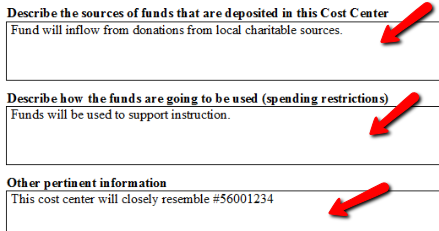 Describe the sources of funds that are deposited in this Cost Center
Fund will inflow from donations from local charitable sources.
Describe how the funds are going to be used (spending restrictions)
Funds will be used to support instruction.
Other pertinent information
This cost center will closely resemble #56001234